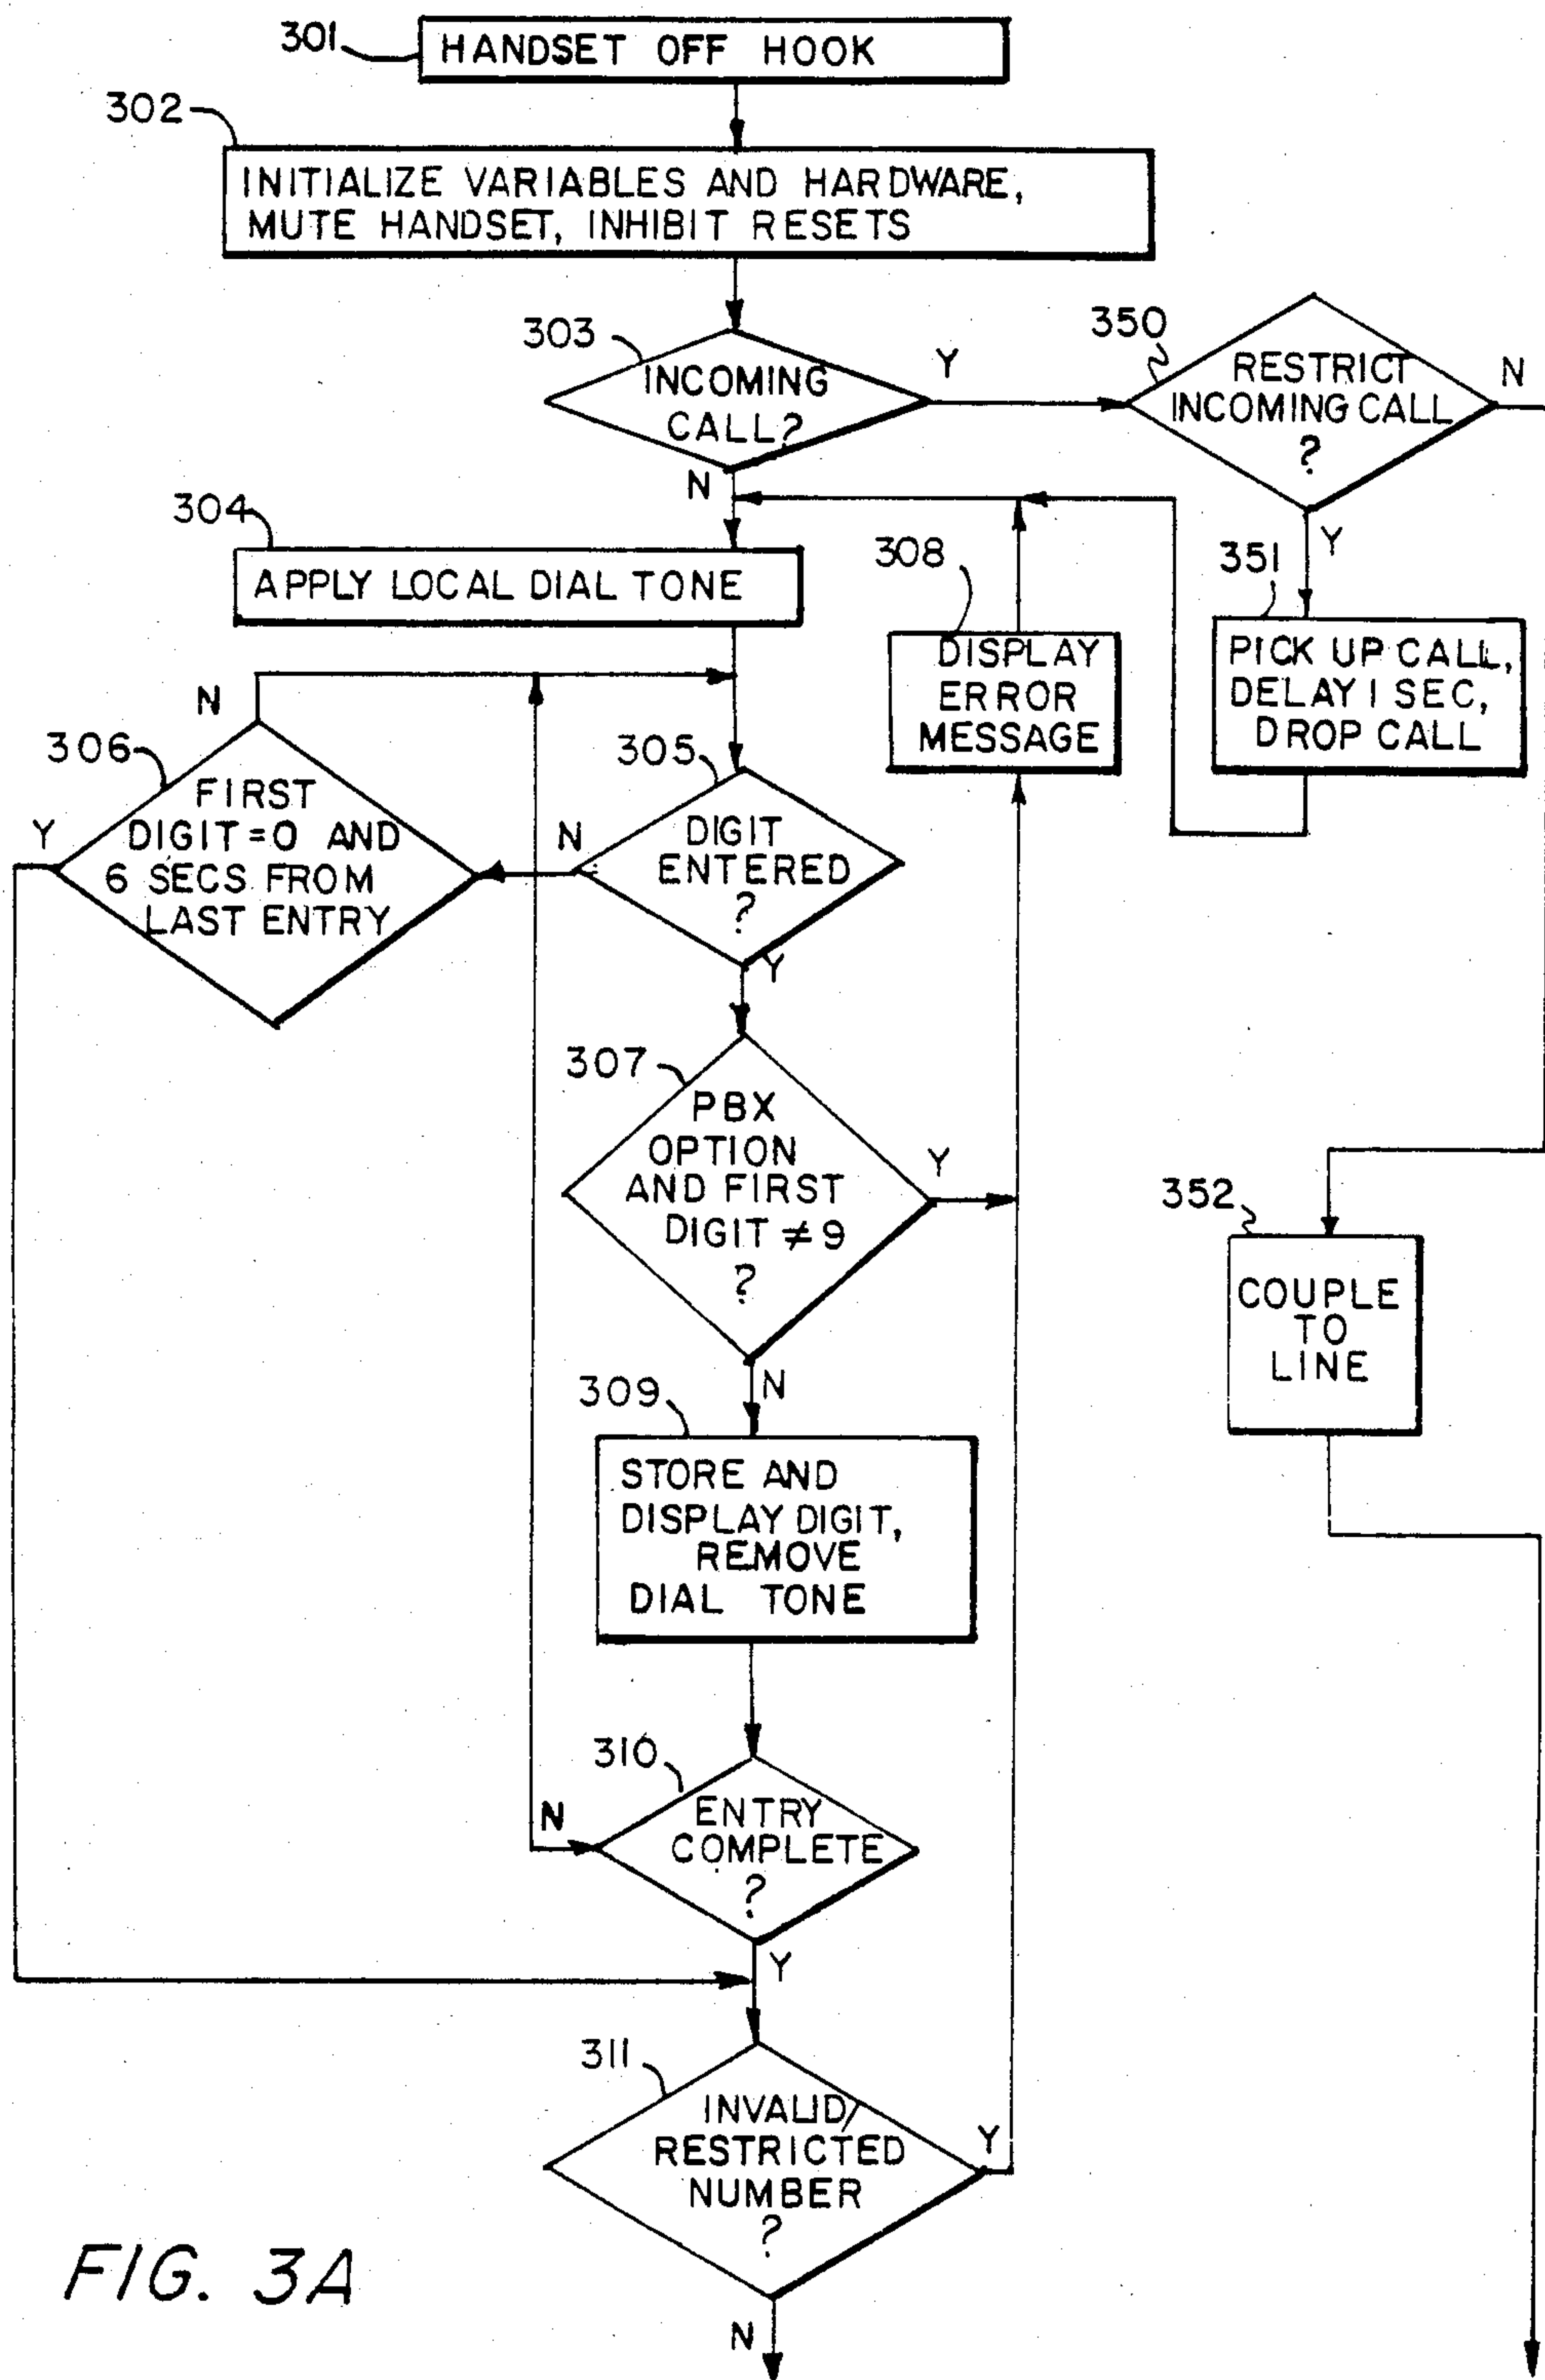 301
HANDSET OFF HOOK
302
INITIALIZE VARIABLES AND HARDWARE,
MUTE HANDSET, INHIBIT RESETS
303
INCOMING
CALL?
Y
N
350
RESTRICT
INCOMING CALL
?
N
Y
304
APPLY LOCAL DIAL TONE
308
DISPLAY
ERROR
MESSAGE
351
PICK UP CALL,
DELAY 1 SEC,
DROP CALL
306
FIRST
DIGIT=0 AND
6 SECS FROM
LAST ENTRY
N
Y
305
DIGIT
ENTERED
?
N
Y
307
PBX
OPTION
AND FIRST
DIGIT ≠ 9
?
Y
N
352
COUPLE
TO
LINE
309
STORE AND
DISPLAY DIGIT,
REMOVE
DIAL TONE
310
ENTRY
COMPLETE
?
N
Y
311
INVALID/
RESTRICTED
NUMBER
?
Y
N
FIG. 3A